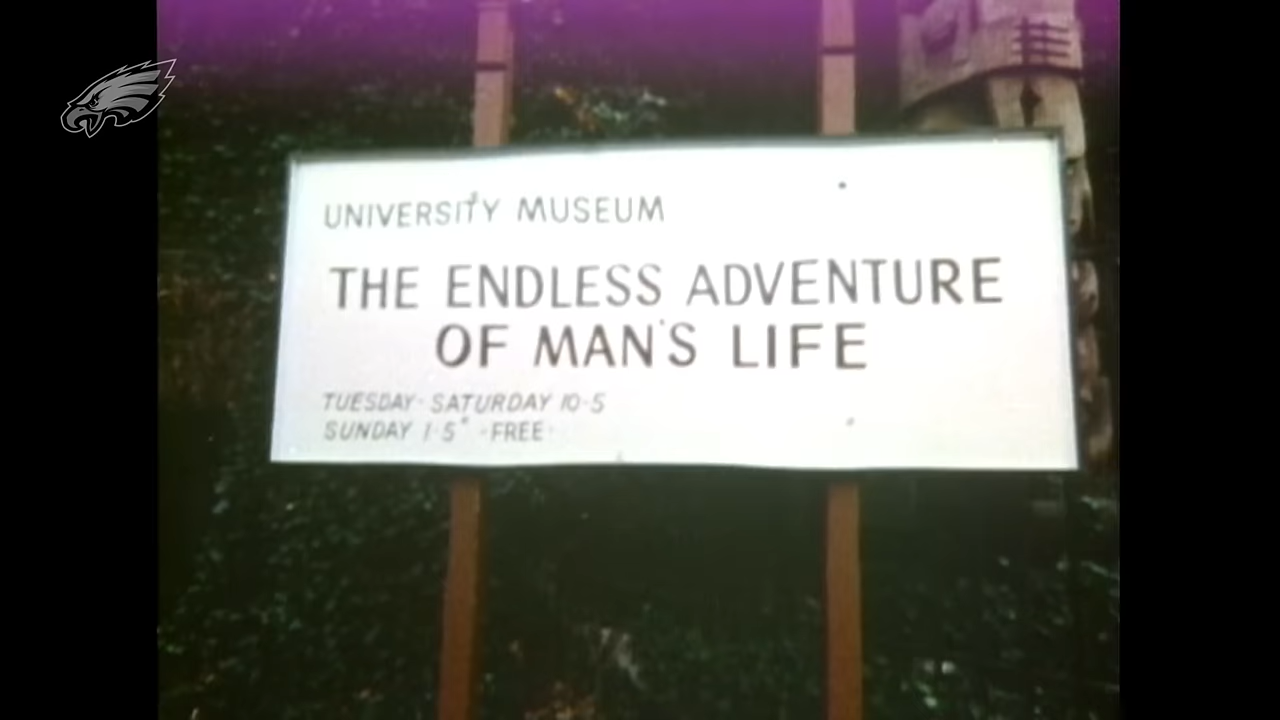 UNIVERSITY MUSEUM
THE ENDLESS ADVENTURE
OF MAN'S LIFE
TUESDAY - SATURDAY 10-5
SUNDAY 1-5 - FREE